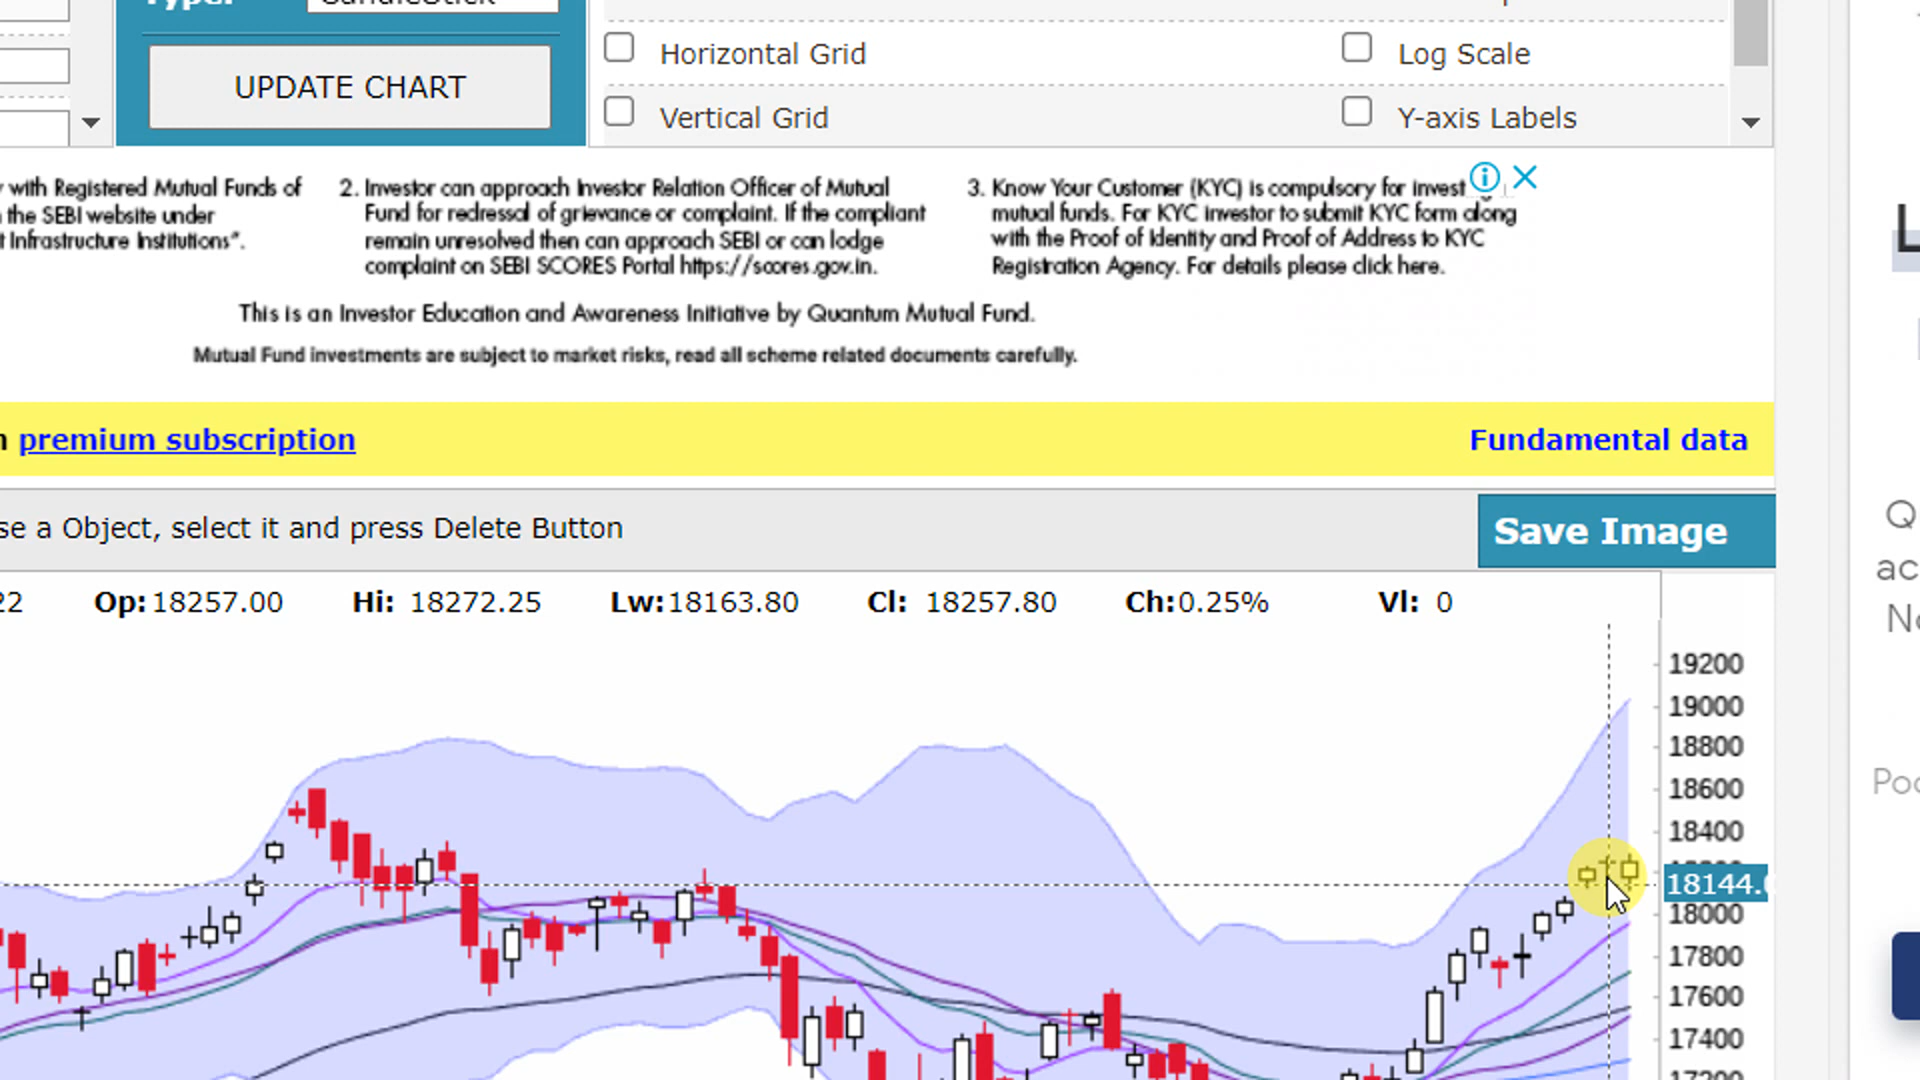 Type:
CandleStick
UPDATE CHART
Horizontal Grid
Log Scale
Vertical Grid
Y-axis Labels
with Registered Mutual Funds of
the SEBI website under
t Infrastructure Institutions".
2. Investor can approach Investor Relation Officer of Mutual
Fund for redressal of grievance or complaint. If the compliant
remain unresolved then can approach SEBI or can lodge
complaint on SEBI SCORES Portal https://scores.gov.in.
3. Know Your Customer (KYC) is compulsory for invest
mutual funds. For KYC investor to submit KYC form along
with the Proof of Identity and Proof of Address to KYC
Registration Agency. For details please click here.
This is an Investor Education and Awareness Initiative by Quantum Mutual Fund.
Mutual Fund investments are subject to market risks, read all scheme related documents carefully.
premium subscription
Fundamental data
se a Object, select it and press Delete Button
Save Image
22 Op: 18257.00 Hi: 18272.25 Lw: 18163.80 Cl: 18257.80 Ch: 0.25% Vl: 0
19200
19000
18800
18600
18400
18144.
18000
17800
17600
17400
17200
L
Q
ac
No
Poo